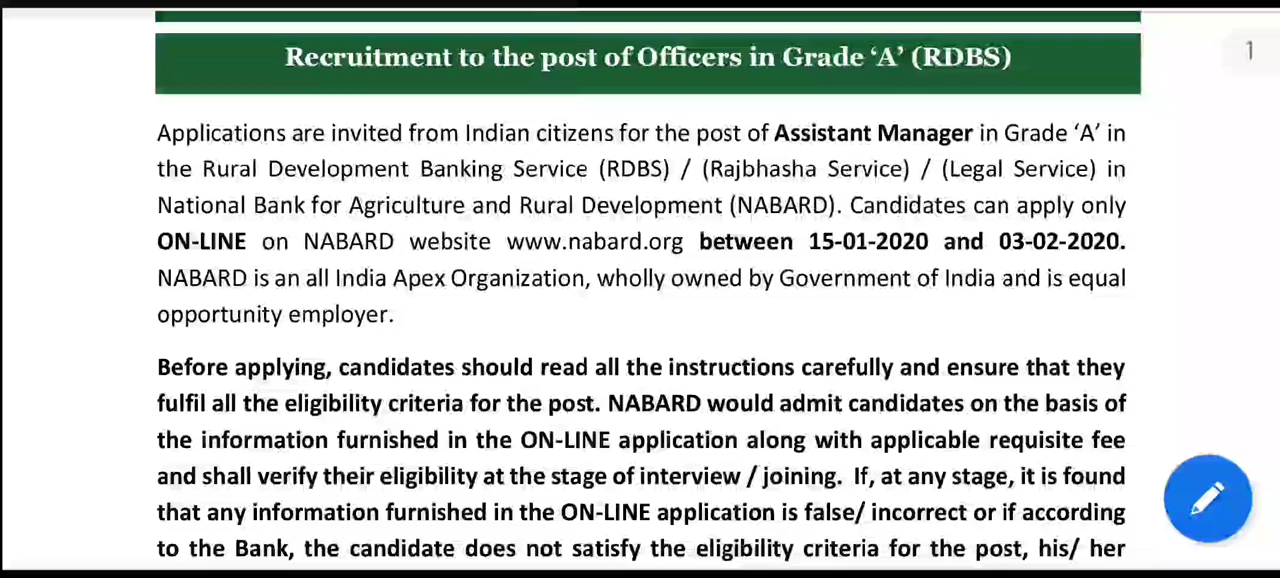 Recruitment to the post of Officers in Grade ‘A’ (RDBS)
1
Applications are invited from Indian citizens for the post of Assistant Manager in Grade ‘A’ in
the Rural Development Banking Service (RDBS) / (Rajbhasha Service) / (Legal Service) in
National Bank for Agriculture and Rural Development (NABARD). Candidates can apply only
ON-LINE on NABARD website www.nabard.org between 15-01-2020 and 03-02-2020.
NABARD is an all India Apex Organization, wholly owned by Government of India and is equal
opportunity employer.
Before applying, candidates should read all the instructions carefully and ensure that they
fulfil all the eligibility criteria for the post. NABARD would admit candidates on the basis of
the information furnished in the ON-LINE application along with applicable requisite fee
and shall verify their eligibility at the stage of interview / joining. If, at any stage, it is found
that any information furnished in the ON-LINE application is false/ incorrect or if according
to the Bank, the candidate does not satisfy the eligibility criteria for the post, his/ her